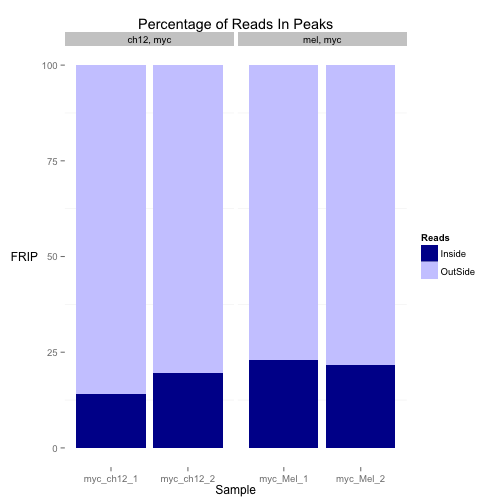 Percentage of Reads In Peaks
ch12, myc
mel, myc
100
75
50
25
0
FRIP
myc_ch12_1
myc_ch12_2
myc_Mel_1
myc_Mel_2
Sample
Reads
Inside
OutSide